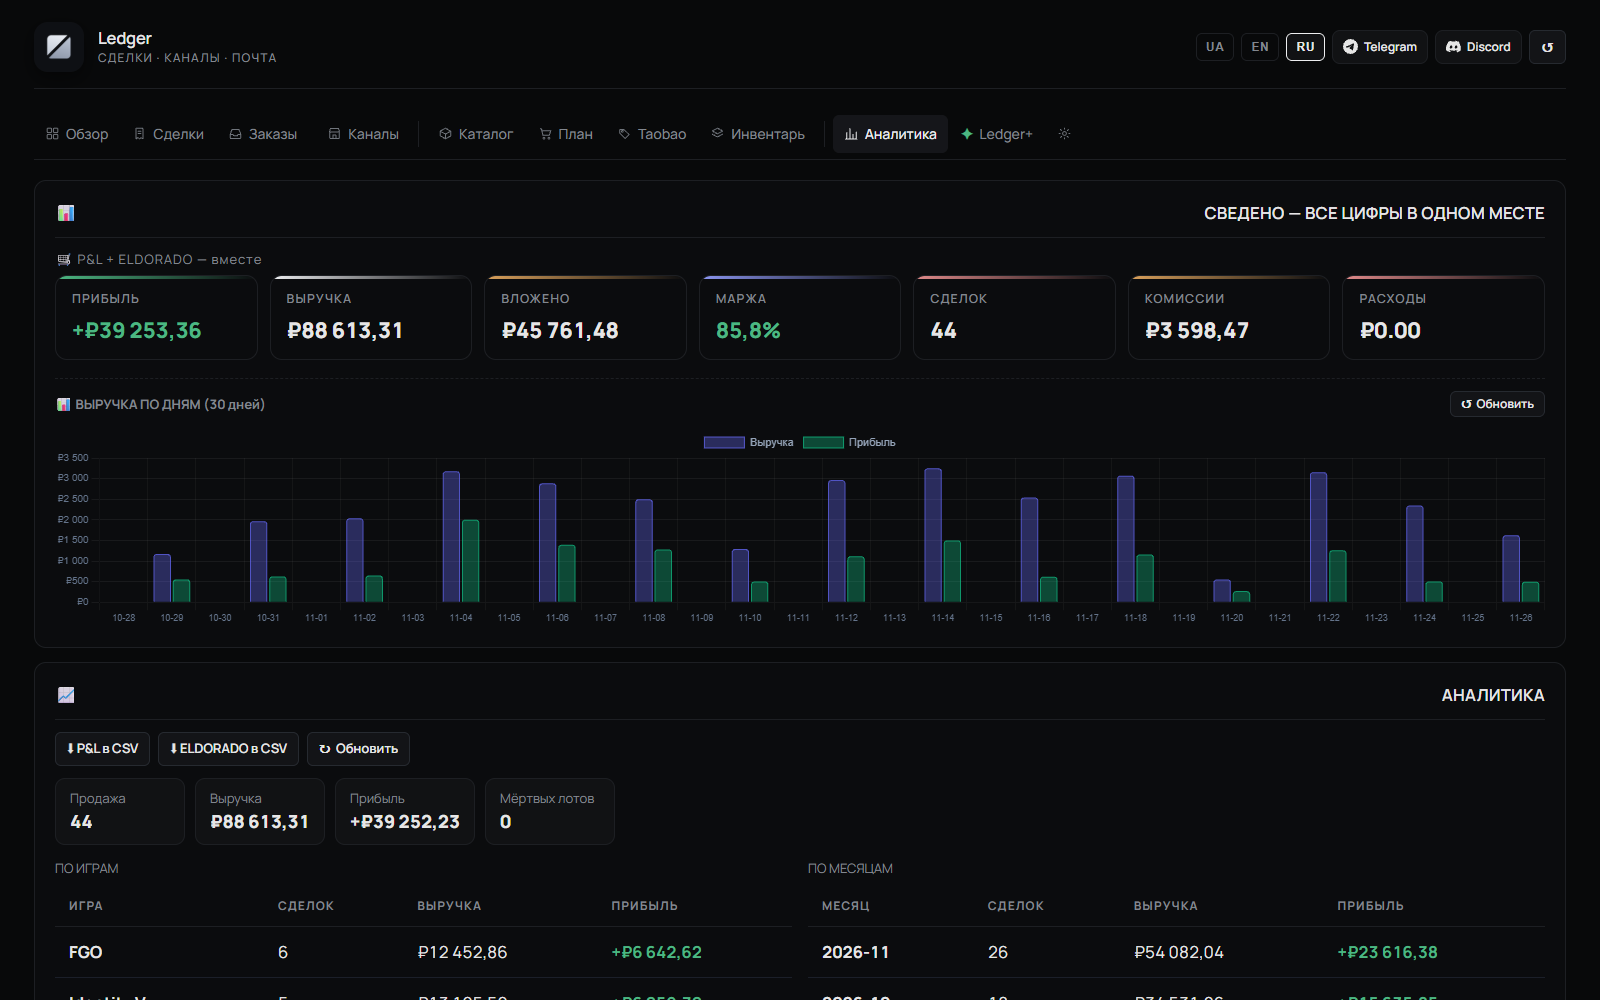 Ledger
СДЕЛКИ · КАНАЛЫ · ПОЧТА
UA EN RU Telegram Discord ↺
Обзор Сделки Заказы Каналы Каталог План Taobao Инвентарь Аналитика Ledger+
СВЕДЕНО — ВСЕ ЦИФРЫ В ОДНОМ МЕСТЕ
P&L + ELDORADO — вместе
ПРИБЫЛЬ ВЫРУЧКА ВЛОЖЕНО МАРЖА СДЕЛОК КОМИССИИ РАСХОДЫ
+₽39 253,36 ₽88 613,31 ₽45 761,48 85,8% 44 ₽3 598,47 ₽0.00
ВЫРУЧКА ПО ДНЯМ (30 дней) ↺ Обновить
Выручка Прибыль
₽3 500
₽3 000
₽2 500
₽2 000
₽1 500
₽1 000
₽500
₽0
10-28 10-29 10-30 10-31 11-01 11-02 11-03 11-04 11-05 11-06 11-07 11-08 11-09 11-10 11-11 11-12 11-13 11-14 11-15 11-16 11-17 11-18 11-19 11-20 11-21 11-22 11-23 11-24 11-25 11-26
АНАЛИТИКА
⬇ P&L в CSV ⬇ ELDORADO в CSV ↻ Обновить
Продажа Выручка Прибыль Мёртвых лотов
44 ₽88 613,31 +₽39 252,23 0
ПО ИГРАМ ПО МЕСЯЦАМ
ИГРА СДЕЛОК ВЫРУЧКА ПРИБЫЛЬ МЕСЯЦ СДЕЛОК ВЫРУЧКА ПРИБЫЛЬ
FGO 6 ₽12 452,86 +₽6 642,62 2026-11 26 ₽54 082,04 +₽23 616,38